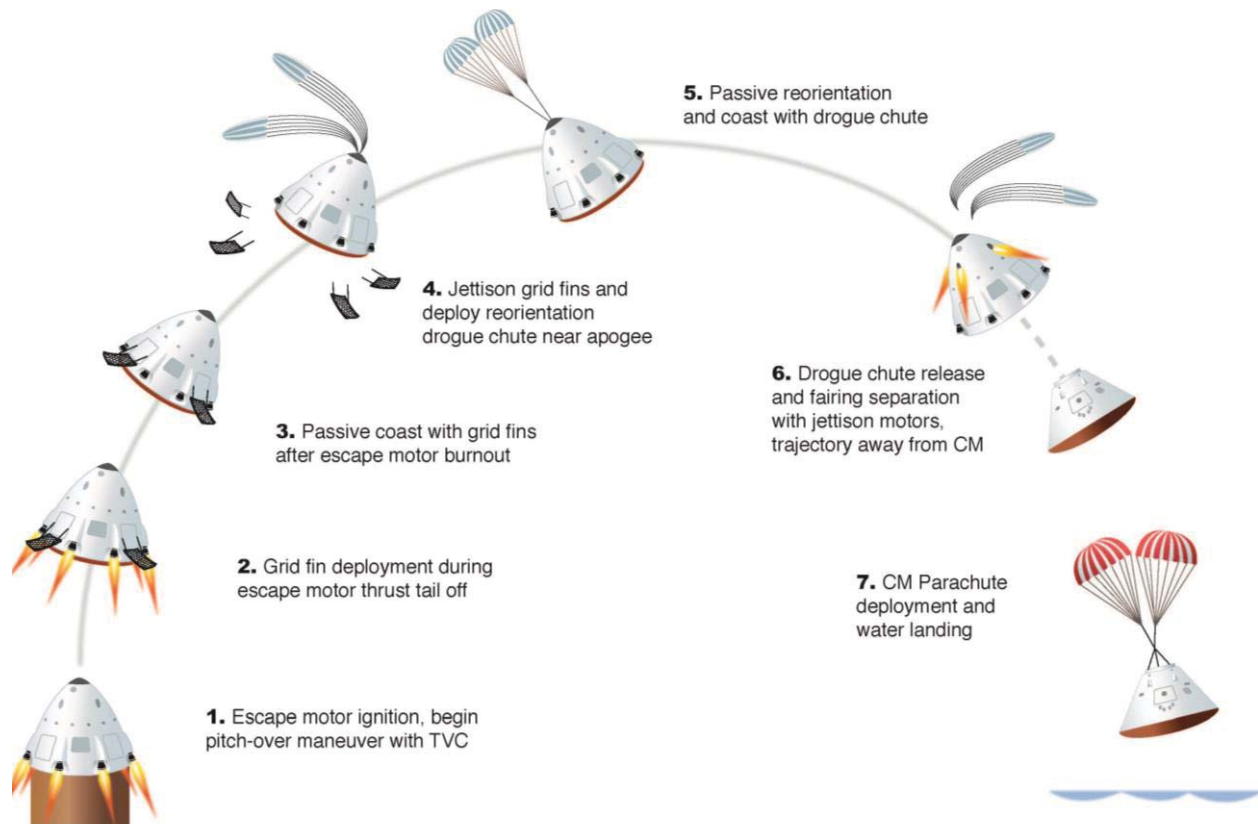 1. Escape motor ignition, begin
pitch-over maneuver with TVC
2. Grid fin deployment during
escape motor thrust tail off
3. Passive coast with grid fins
after escape motor burnout
4. Jettison grid fins and
deploy reorientation
drogue chute near apogee
5. Passive reorientation
and coast with drogue chute
6. Drogue chute release
and fairing separation
with jettison motors,
trajectory away from CM
7. CM Parachute
deployment and
water landing